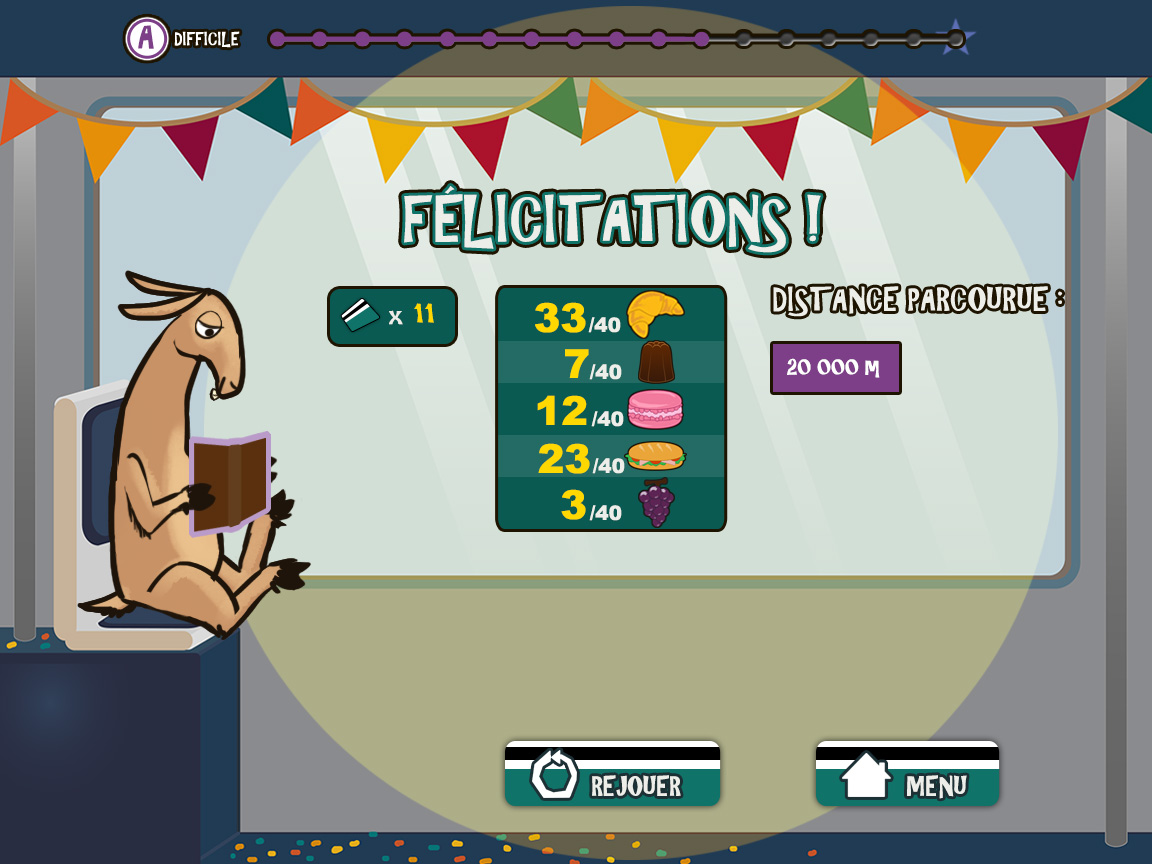 A DIFFICILE
FÉLICITATIONS !
x 11
33/40
7/40
12/40
23/40
3/40
DISTANCE PARCOURUE :
20 000 M
REJOUER
MENU